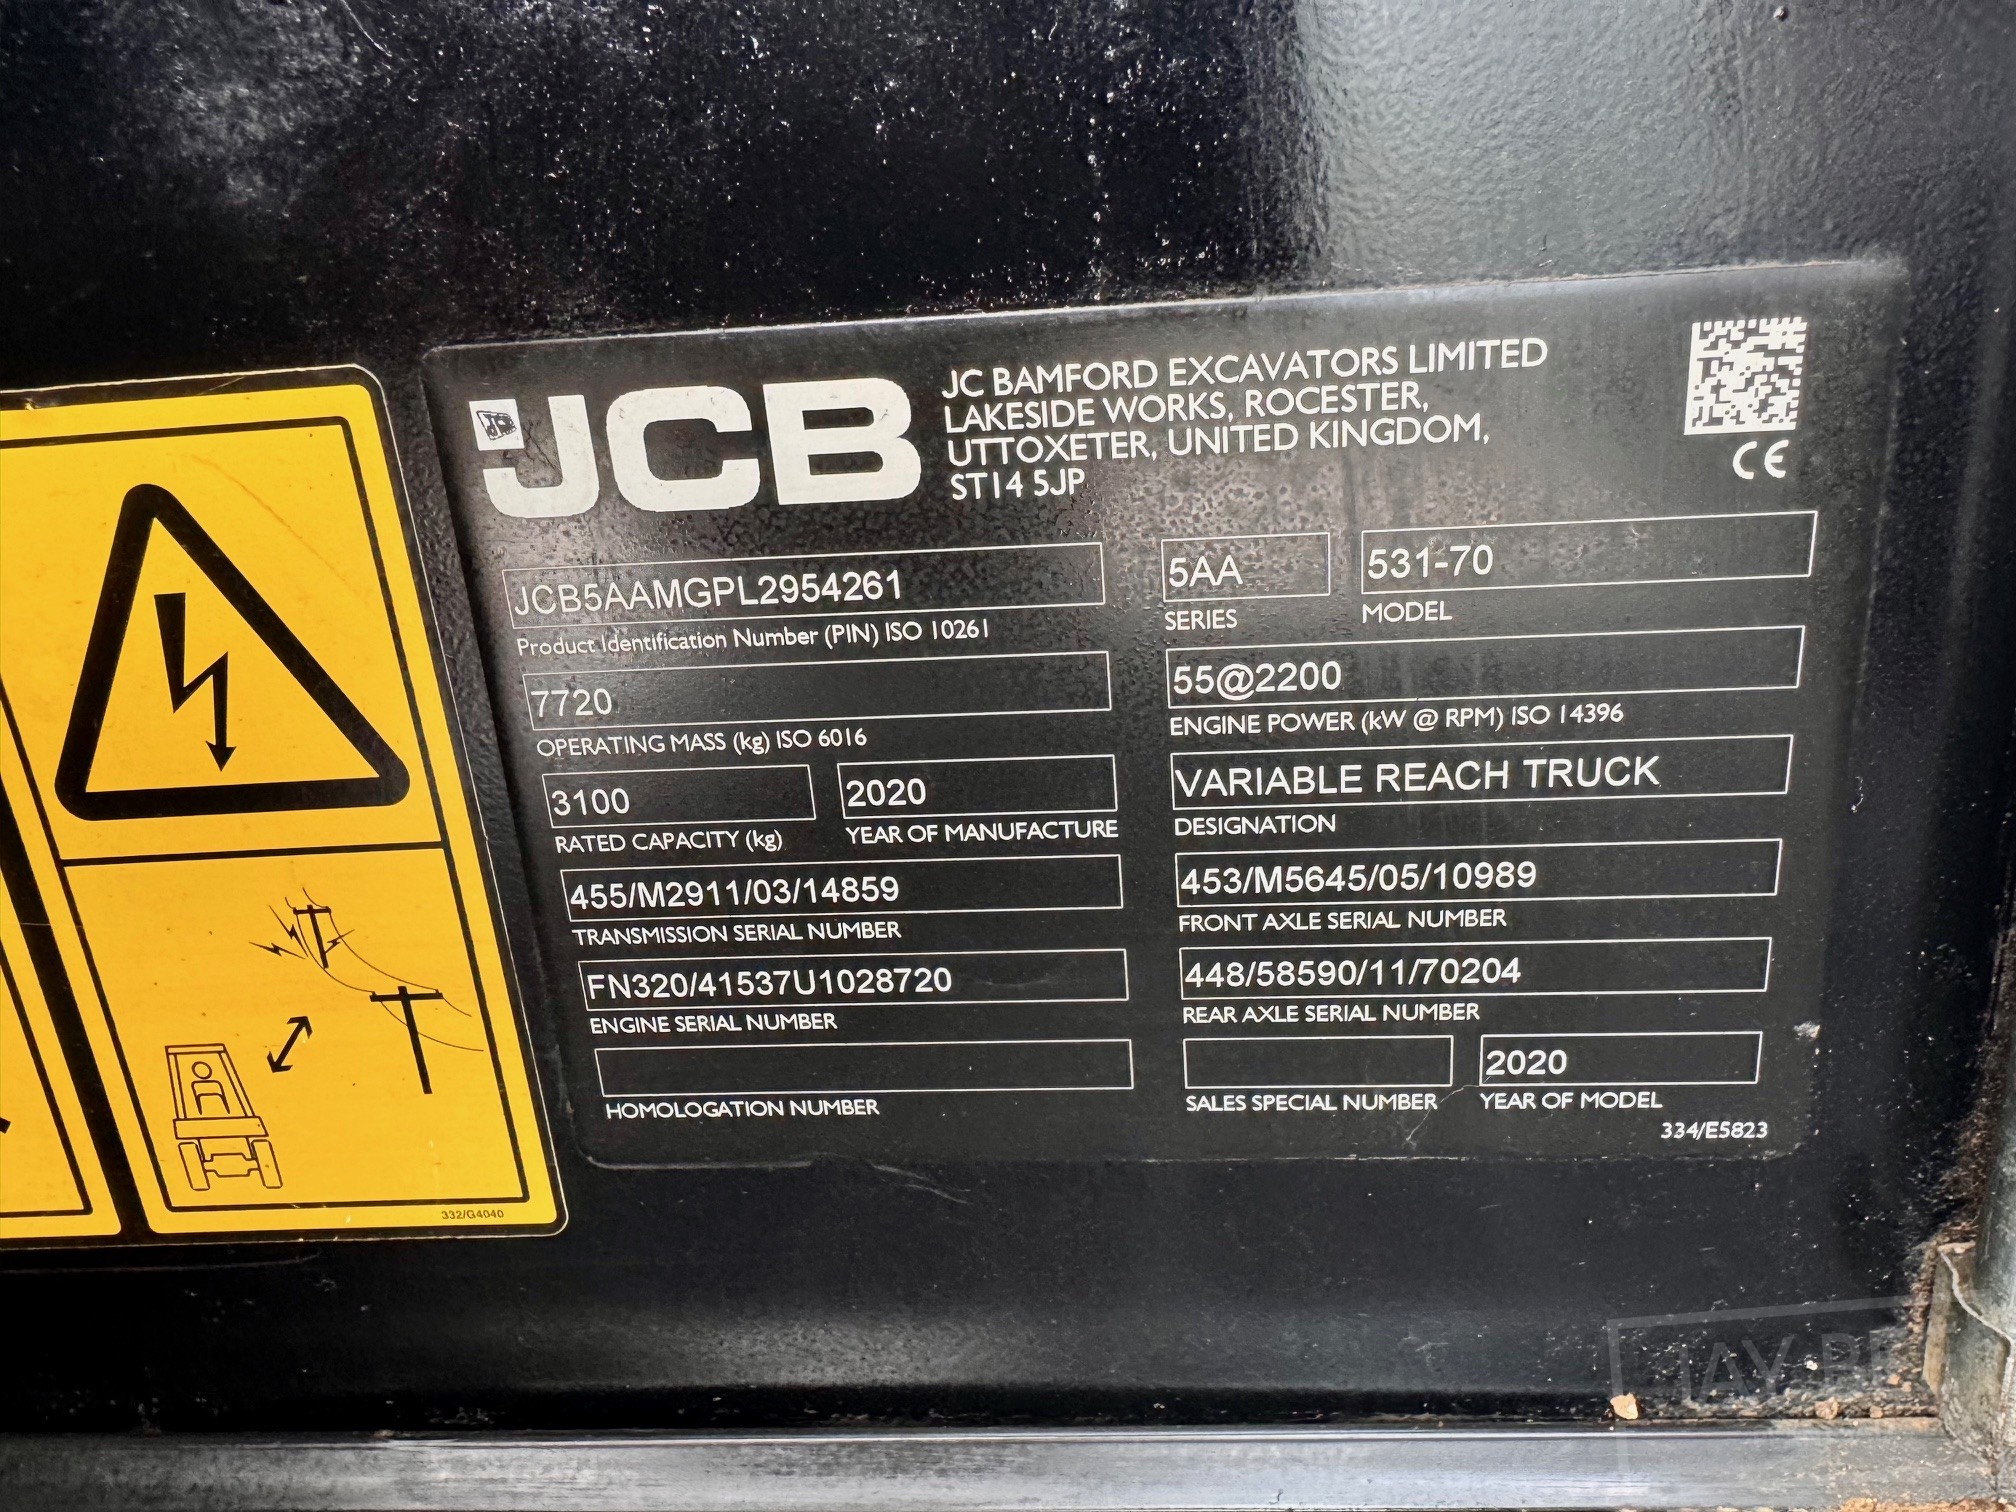 JCB
JC BAMFORD EXCAVATORS LIMITED
LAKESIDE WORKS, ROCESTER,
UTTOXETER, UNITED KINGDOM,
ST14 5JP
CE
JCB5AAMGPL2954261
Product Identification Number (PIN) ISO 10261
5AA
SERIES
531-70
MODEL
7720
OPERATING MASS (kg) ISO 6016
55@2200
ENGINE POWER (kW @ RPM) ISO 14396
3100
RATED CAPACITY (kg)
2020
YEAR OF MANUFACTURE
VARIABLE REACH TRUCK
DESIGNATION
455/M2911/03/14859
TRANSMISSION SERIAL NUMBER
453/M5645/05/10989
FRONT AXLE SERIAL NUMBER
FN320/41537U1028720
ENGINE SERIAL NUMBER
448/58590/11/70204
REAR AXLE SERIAL NUMBER
HOMOLOGATION NUMBER
SALES SPECIAL NUMBER
2020
YEAR OF MODEL
334/E5823
332/G4040